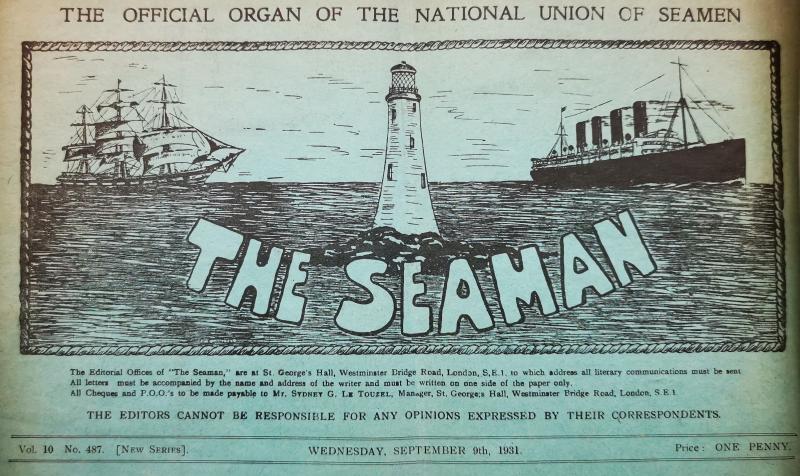 THE OFFICIAL ORGAN OF THE NATIONAL UNION OF SEAMEN
THE SEAMAN
The Editorial Offices of "The Seaman," are at St. George's Hall, Westminster Bridge Road, London, S.E.1. to which address all literary communications must be sent
All letters must be accompanied by the name and address of the writer and must be written on one side of the paper only.
All Cheques and P.O.O.'s to be made payable to Mr. Sydney G. Le Touzel, Manager, St. George;s Hall, Westminster Bridge Road, London, S.E.1
THE EDITORS CANNOT BE RESPONSIBLE FOR ANY OPINIONS EXPRESSED BY THEIR CORRESPONDENTS.
Vol. 10 No. 487. [New Series]. WEDNESDAY, SEPTEMBER 9th, 1931. Price: ONE PENNY.